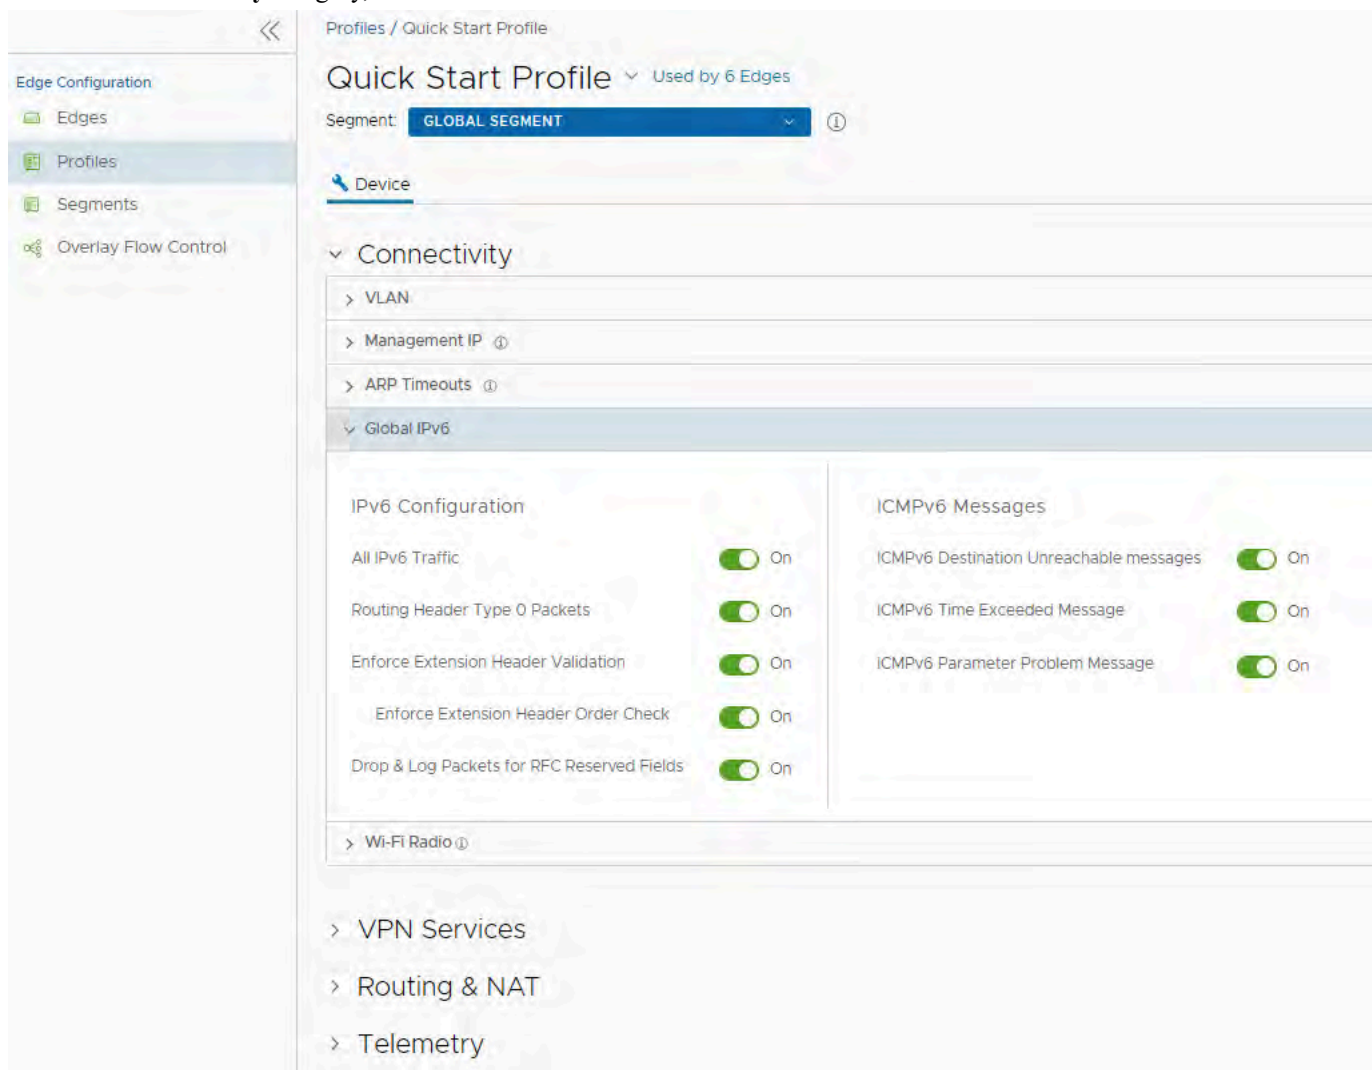 Profiles / Quick Start Profile
Edge Configuration
Edges
Profiles
Segments
Overlay Flow Control
Quick Start Profile Used by 6 Edges
Segment: GLOBAL SEGMENT
Device
Connectivity
VLAN
Management IP
ARP Timeouts
Global IPv6
IPv6 Configuration
All IPv6 Traffic On
Routing Header Type 0 Packets On
Enforce Extension Header Validation On
Enforce Extension Header Order Check On
Drop & Log Packets for RFC Reserved Fields On
ICMPv6 Messages
ICMPv6 Destination Unreachable messages On
ICMPv6 Time Exceeded Message On
ICMPv6 Parameter Problem Message On
Wi-Fi Radio
VPN Services
Routing & NAT
Telemetry